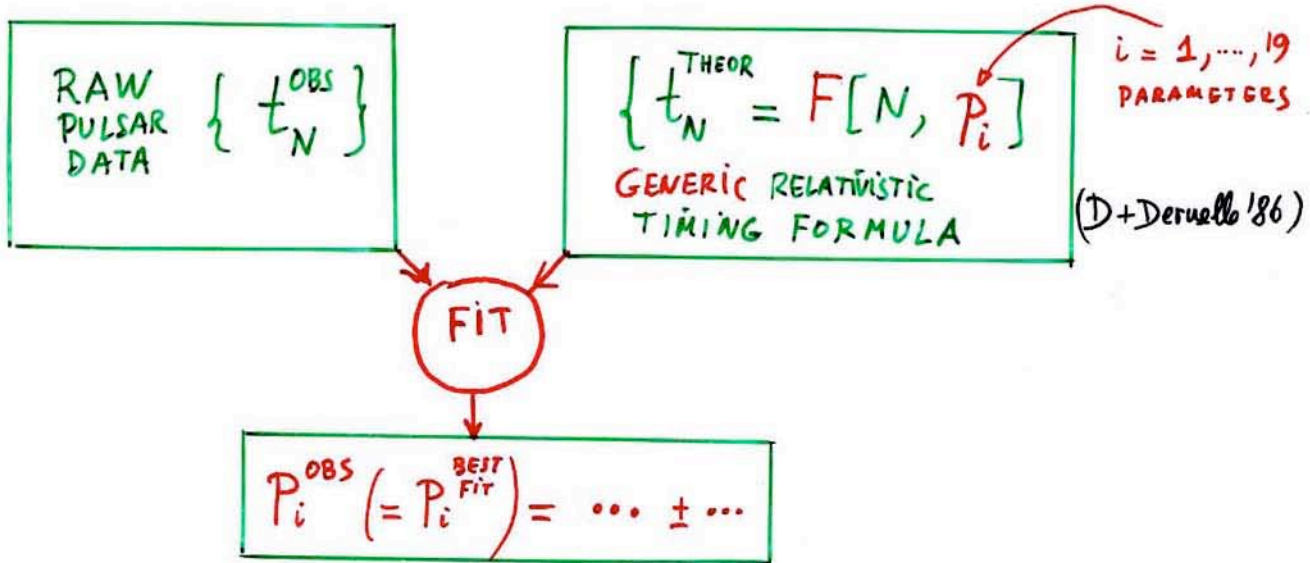 RAW
PULSAR
DATA
{ t_N^OBS }
{ t_N^THEOR = F[N, P_i]
GENERIC RELATIVISTIC
TIMING FORMULA
i = 1, ...., 19
PARAMETERS
(D+Deruelle '86)
FIT
P_i^OBS (= P_i^BEST FIT) = ... ± ...